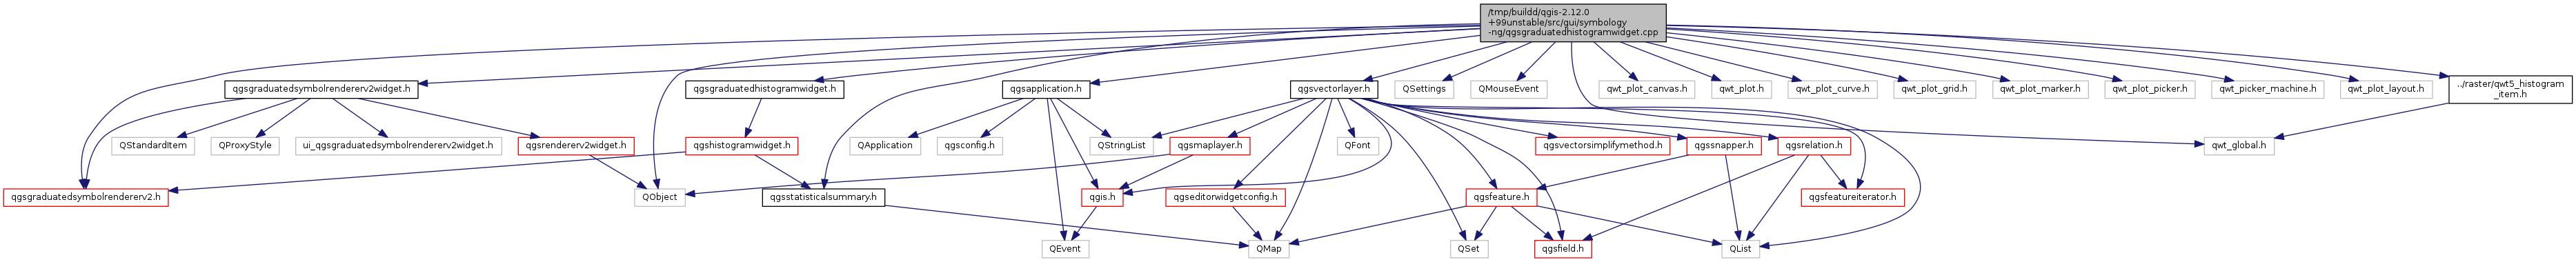 /tmp/buildd/qgis-2.12.0
+99unstable/src/gui/symbology
-ng/qgsgraduatedhistogramwidget.cpp
qgsgraduatedsymbolrendererv2widget.h
qgsgraduatedhistogramwidget.h
qgsapplication.h
qgsvectorlayer.h
QSettings
QMouseEvent
qwt_plot_canvas.h
qwt_plot.h
qwt_plot_curve.h
qwt_plot_grid.h
qwt_plot_marker.h
qwt_plot_picker.h
qwt_picker_machine.h
qwt_plot_layout.h
../raster/qwt5_histogram
_item.h
QStandardItem
QProxyStyle
ui_qgsgraduatedsymbolrendererv2widget.h
qgsrendererv2widget.h
qgshistogramwidget.h
QApplication
qgsconfig.h
QStringList
qgsmaplayer.h
QFont
qgsvectorsimplifymethod.h
qgssnapper.h
qgsrelation.h
qwt_global.h
qgsgraduatedsymbolrendererv2.h
QObject
qgsstatisticalsummary.h
qgis.h
qgseditorwidgetconfig.h
qgsfeature.h
qgsfeatureiterator.h
QEvent
QMap
QSet
qgsfield.h
QList